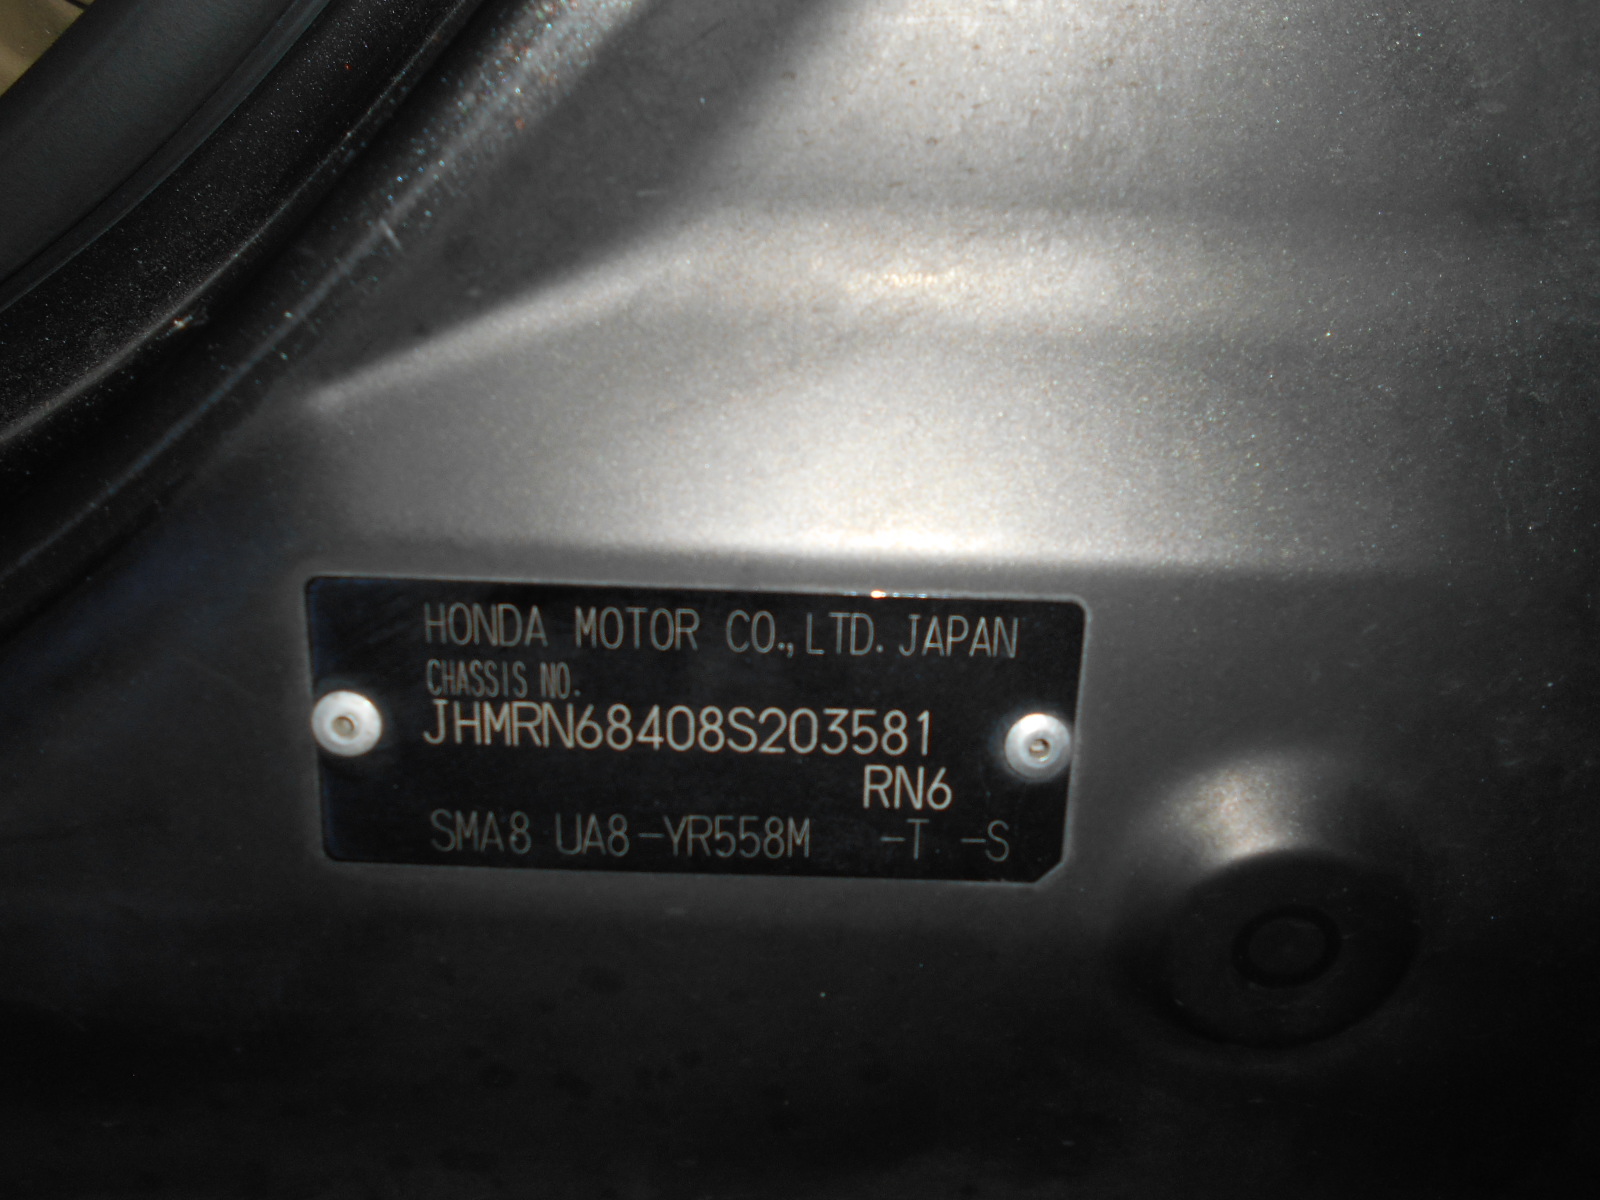 HONDA MOTOR CO.,LTD. JAPAN
CHASSIS NO.
JHMRN68408S203581
RN6
SMA8 UA8-YR558M -T -S